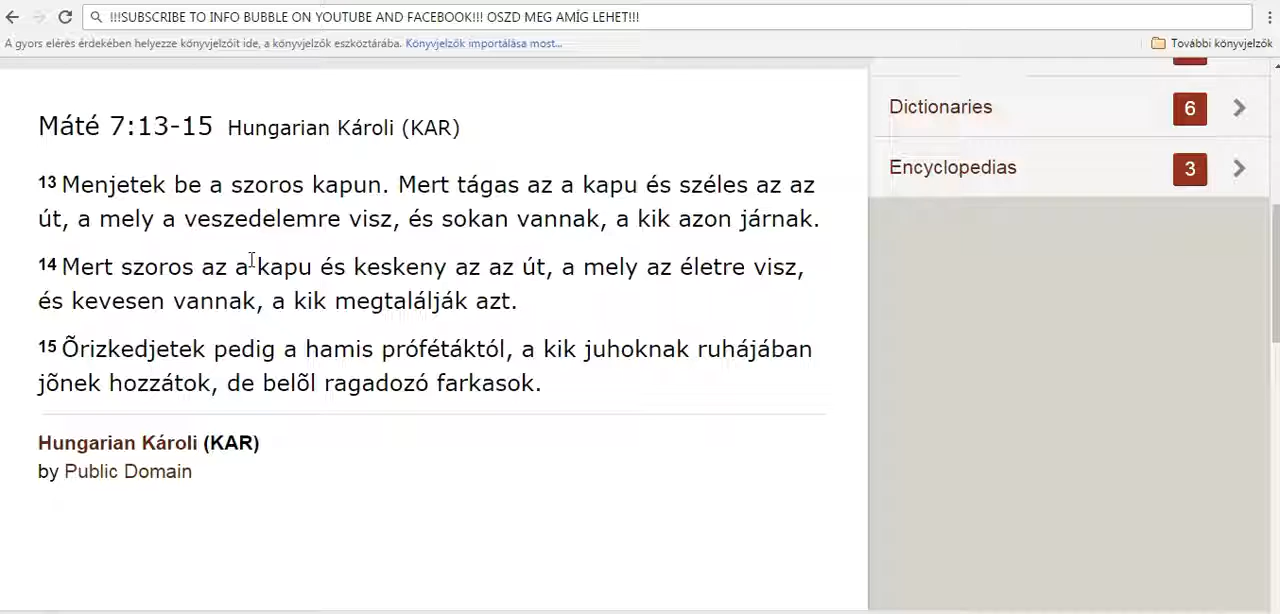 !!!SUBSCRIBE TO INFO BUBBLE ON YOUTUBE AND FACEBOOK!!! OSZD MEG AMÍG LEHET!!!
A gyors elérés érdekében helyezze könyvjelzőit ide, a könyvjelzők eszköztárába. Könyvjelzők importálása most...
További könyvjelzők
Máté 7:13-15 Hungarian Károli (KAR)
13 Menjetek be a szoros kapun. Mert tágas az a kapu és széles az az
út, a mely a veszedelemre visz, és sokan vannak, a kik azon járnak.
14 Mert szoros az a kapu és keskeny az az út, a mely az életre visz,
és kevesen vannak, a kik megtalálják azt.
15 Õrizkedjetek pedig a hamis prófétáktól, a kik juhoknak ruhájában
jõnek hozzátok, de belõl ragadozó farkasok.
Hungarian Károli (KAR)
by Public Domain
Dictionaries 6
Encyclopedias 3